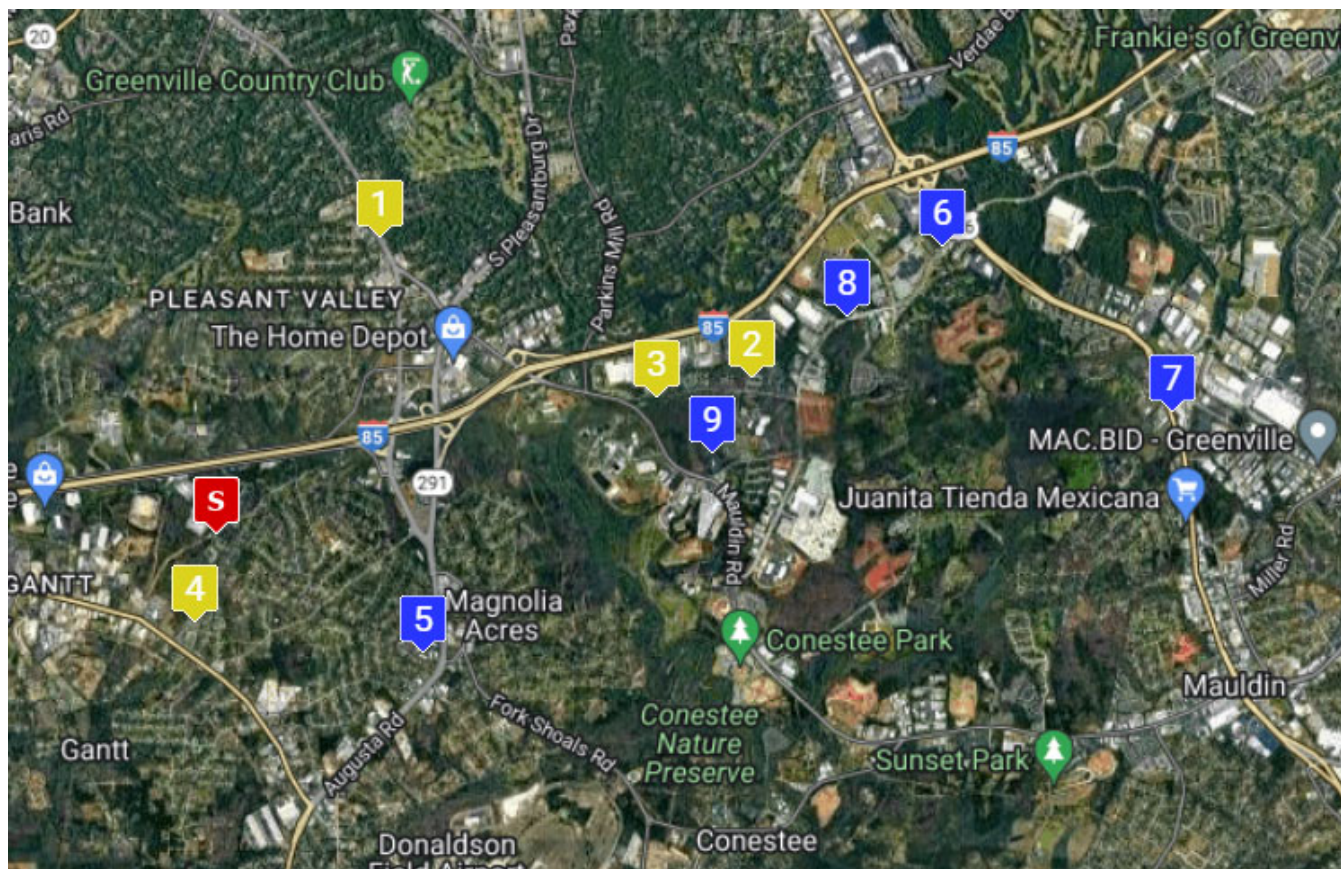 20
Greenville Country Club
Verdae B
Frankie's of Greenv
aris Rd
S Pleasantburg Dr
85
1
Bank
6
Parkins Mill Rd
PLEASANT VALLEY
8
The Home Depot
85
2
3
7
9
85
MAC.BID - Greenville
291
S
Juanita Tienda Mexicana
Mauldin Rd
Miller Rd
GANTT
4
5
Magnolia
Acres
Conestee Park
Mauldin
Conestee
Nature
Preserve
Fork Shoals Rd
Augusta Rd
Gantt
Sunset Park
Donaldson
Field Airport
Conestee